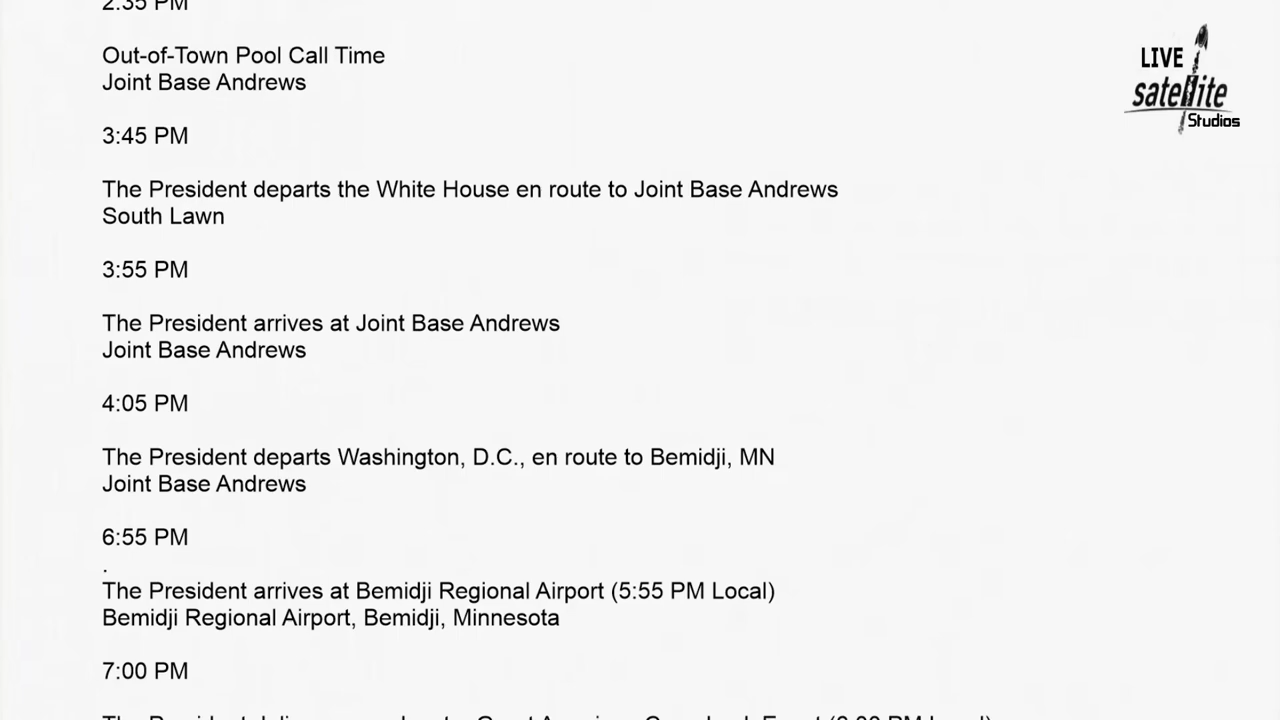 2:35 PM
Out-of-Town Pool Call Time
Joint Base Andrews
3:45 PM
The President departs the White House en route to Joint Base Andrews
South Lawn
3:55 PM
The President arrives at Joint Base Andrews
Joint Base Andrews
4:05 PM
The President departs Washington, D.C., en route to Bemidji, MN
Joint Base Andrews
6:55 PM
.
The President arrives at Bemidji Regional Airport (5:55 PM Local)
Bemidji Regional Airport, Bemidji, Minnesota
7:00 PM
The President delivers
LIVE
satellite
Studios